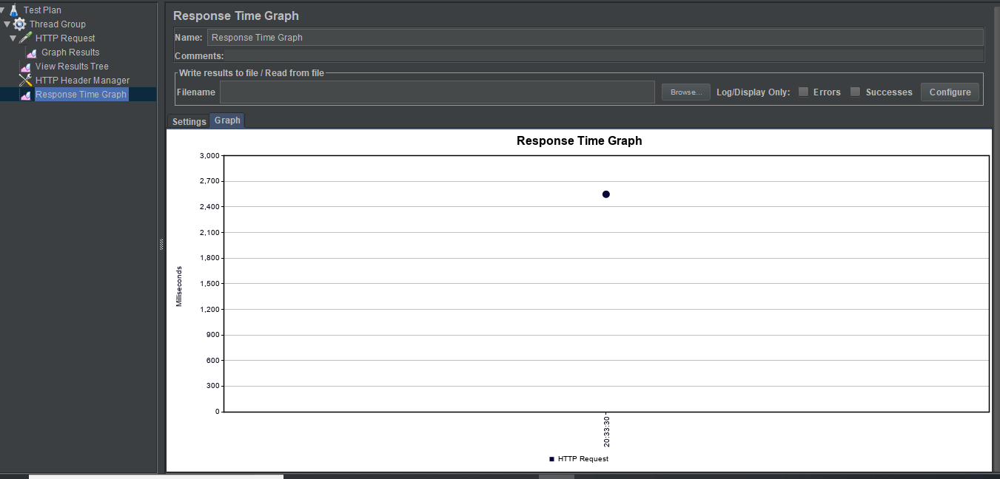 Test Plan
Thread Group
HTTP Request
Graph Results
View Results Tree
HTTP Header Manager
Response Time Graph
Response Time Graph
Name: Response Time Graph
Comments:
Write results to file / Read from file
Filename Browse... Log/Display Only: Errors Successes Configure
Settings Graph
Response Time Graph
3,000
2,700
2,400
2,100
1,800
1,500
1,200
900
600
300
0
Milliseconds
20:33:30
HTTP Request